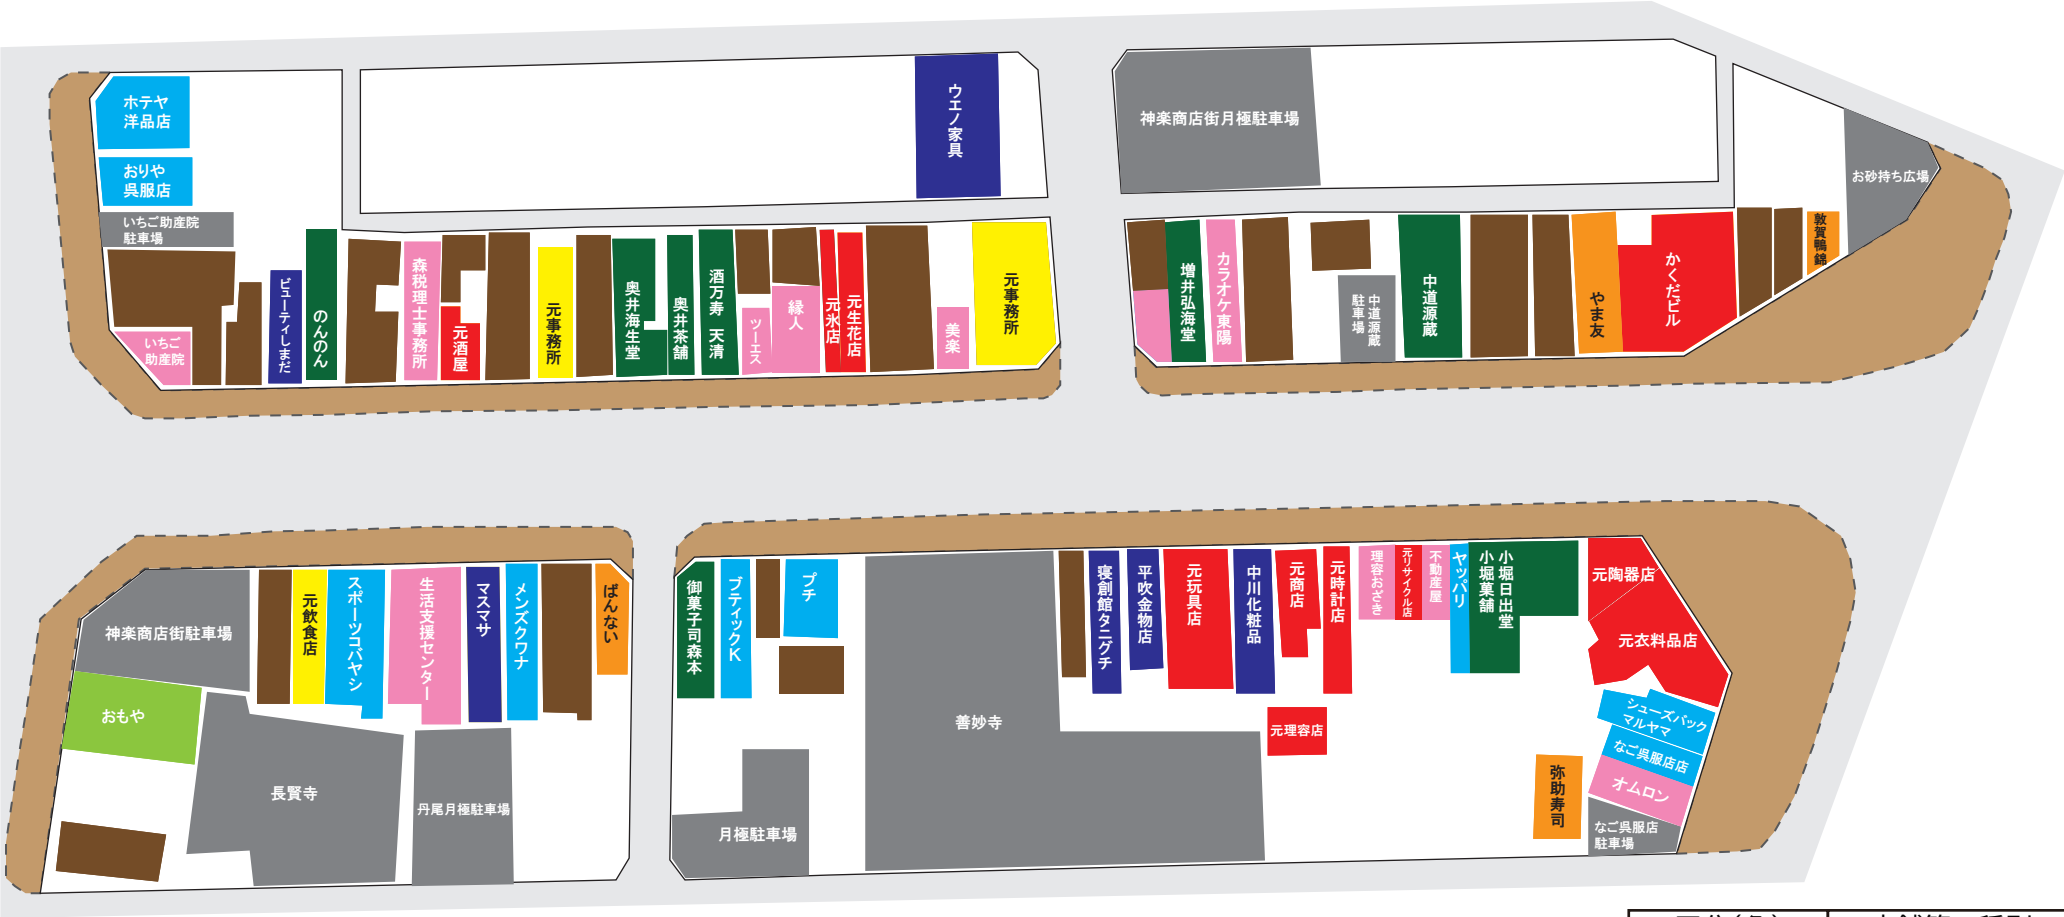 ホテヤ
洋品店
おりや
呉服店
いちご助産院
駐車場
いちご
助産院
ビューティしまだ
のんのん
森税理士事務所
元酒屋
元事務所
奥井海生堂
奥井茶舗
酒万寿 天清
ツーエス
縁人
元氷店
元生花店
美楽
元事務所
ウエノ家具
神楽商店街月極駐車場
お砂持ち広場
増井弘海堂
カラオケ東陽
中道源蔵
駐車場
中道源蔵
やま友
かくだビル
敦賀鴨錦
神楽商店街駐車場
おもや
長賢寺
元飲食店
スポーツコバヤシ
生活支援センター
マスマサ
メンズクワナ
ばんない
丹尾月極駐車場
御菓子司森本
ブティックK
プチ
月極駐車場
善妙寺
寝創館タニグチ
平吹金物店
元玩具店
中川化粧品
元商店
元時計店
元理容店
理容おざき
元リサイクル店
不動産屋
ヤッパリ
小堀日出堂
小堀菓舗
元陶器店
元衣料品店
シューズパック
マルヤマ
なご呉服店店
オムロン
なご呉服店
駐車場
弥助寿司